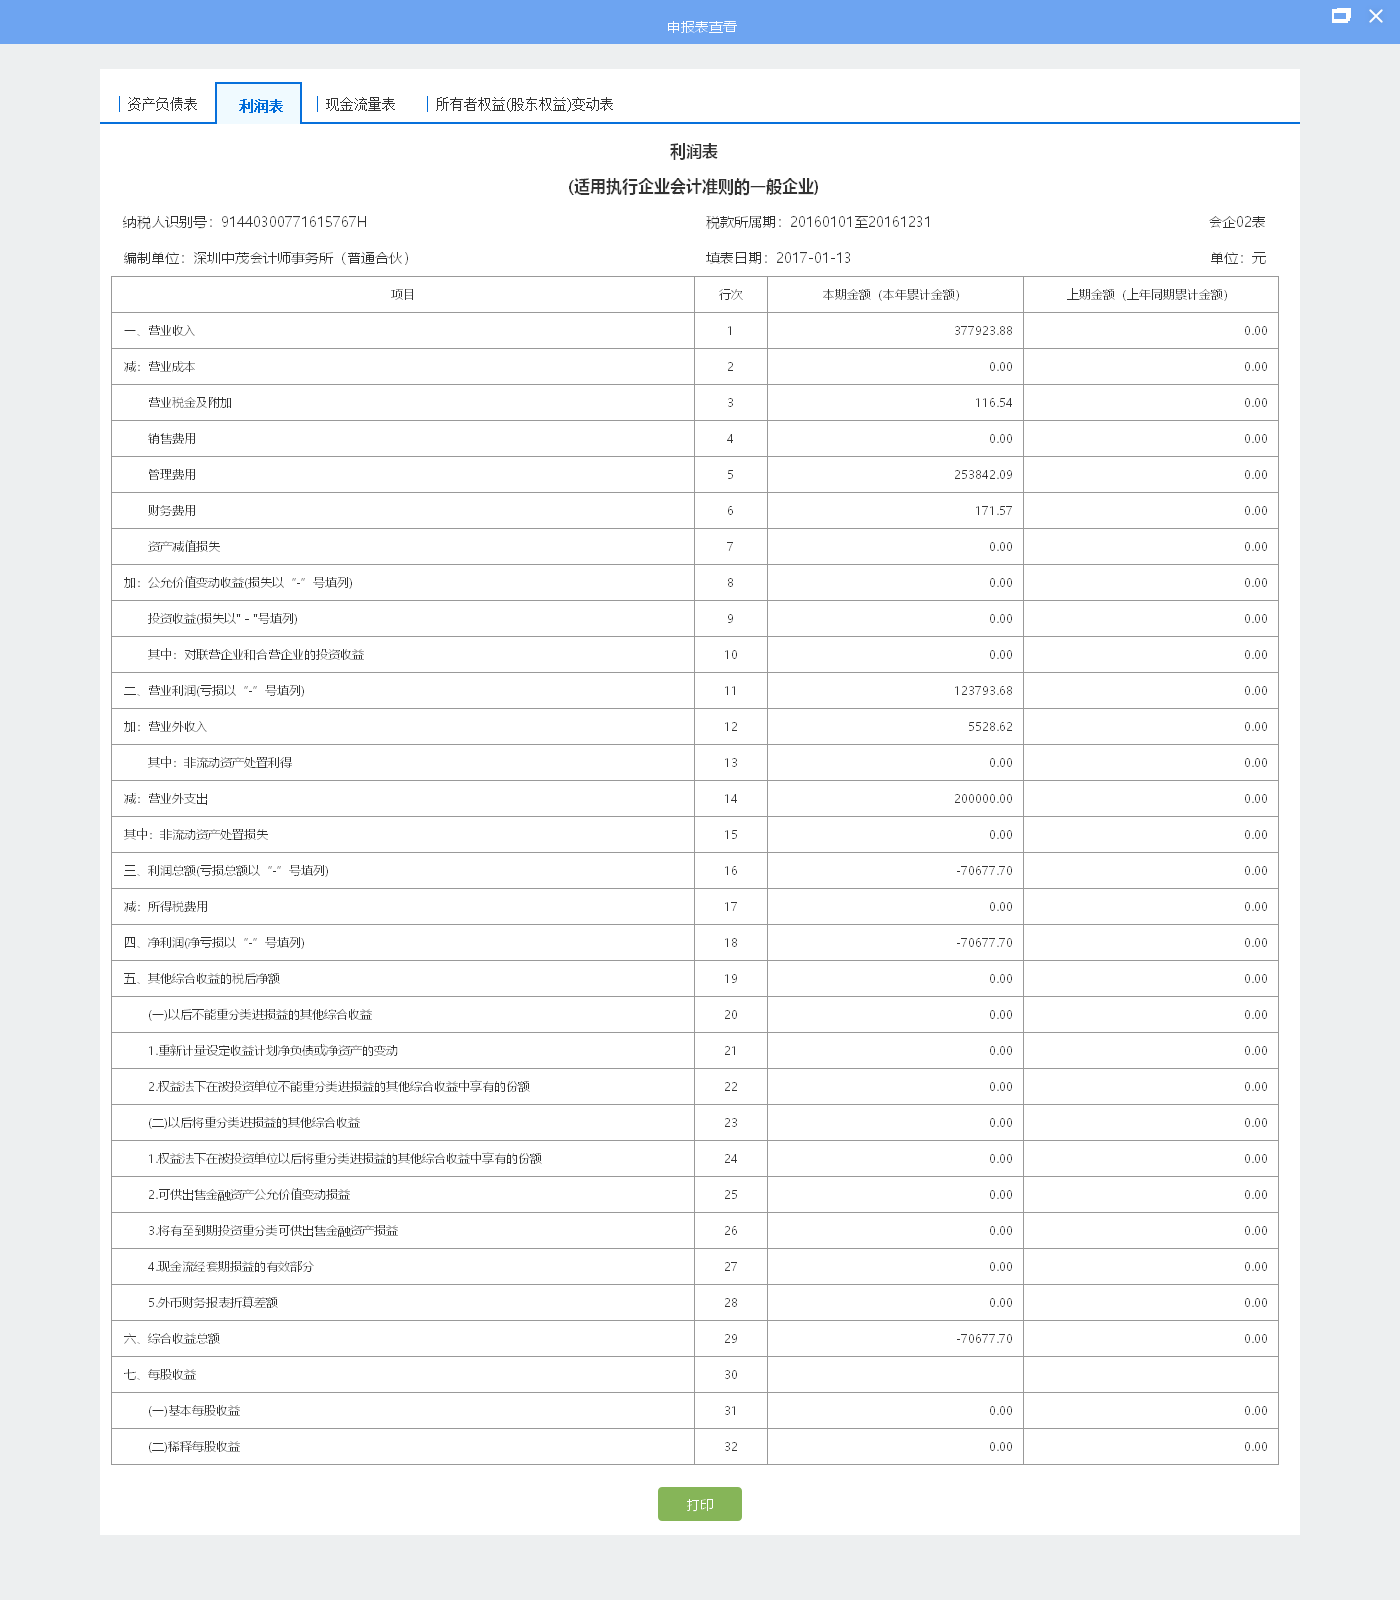 申报表查看
资产负债表 利润表 现金流量表 所有者权益(股东权益)变动表
利润表
(适用执行企业会计准则的一般企业)
纳税人识别号：91440300771615767H 税款所属期：20160101至20161231 会企02表
编制单位：深圳中茂会计师事务所（普通合伙） 填表日期：2017-01-13 单位：元
项目 行次 本期金额（本年累计金额） 上期金额（上年同期累计金额）
一、营业收入 1 377923.88 0.00
减：营业成本 2 0.00 0.00
营业税金及附加 3 116.54 0.00
销售费用 4 0.00 0.00
管理费用 5 253842.09 0.00
财务费用 6 171.57 0.00
资产减值损失 7 0.00 0.00
加：公允价值变动收益(损失以“-”号填列) 8 0.00 0.00
投资收益(损失以"－"号填列) 9 0.00 0.00
其中：对联营企业和合营企业的投资收益 10 0.00 0.00
二、营业利润(亏损以“-”号填列) 11 123793.68 0.00
加：营业外收入 12 5528.62 0.00
其中：非流动资产处置利得 13 0.00 0.00
减：营业外支出 14 200000.00 0.00
其中：非流动资产处置损失 15 0.00 0.00
三、利润总额(亏损总额以“-”号填列) 16 -70677.70 0.00
减：所得税费用 17 0.00 0.00
四、净利润(净亏损以“-”号填列) 18 -70677.70 0.00
五、其他综合收益的税后净额 19 0.00 0.00
(一)以后不能重分类进损益的其他综合收益 20 0.00 0.00
1.重新计量设定收益计划净负债或净资产的变动 21 0.00 0.00
2.权益法下在被投资单位不能重分类进损益的其他综合收益中享有的份额 22 0.00 0.00
(二)以后将重分类进损益的其他综合收益 23 0.00 0.00
1.权益法下在被投资单位以后将重分类进损益的其他综合收益中享有的份额 24 0.00 0.00
2.可供出售金融资产公允价值变动损益 25 0.00 0.00
3.将有至到期投资重分类可供出售金融资产损益 26 0.00 0.00
4.现金流经套期损益的有效部分 27 0.00 0.00
5.外币财务报表折算差额 28 0.00 0.00
六、综合收益总额 29 -70677.70 0.00
七、每股收益 30
(一)基本每股收益 31 0.00 0.00
(二)稀释每股收益 32 0.00 0.00
打印